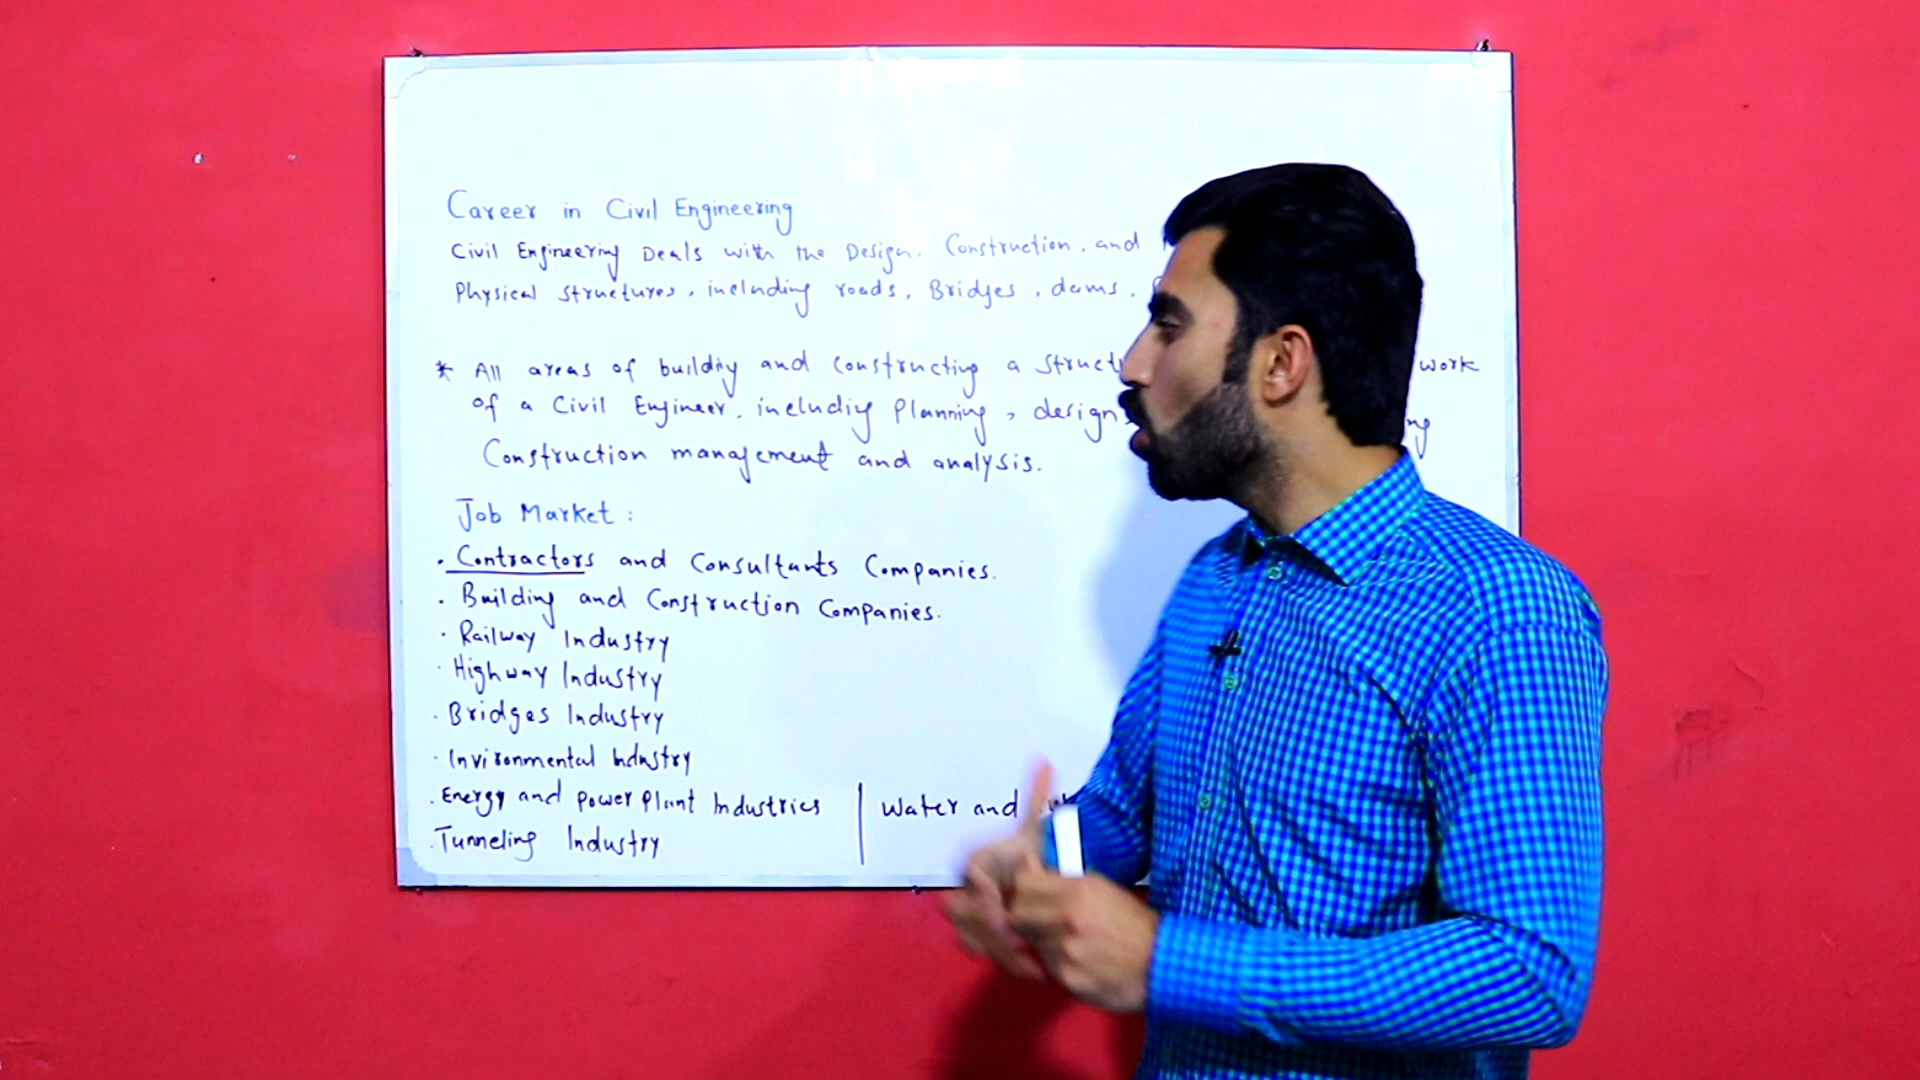 Career in Civil Engineering
Civil Engineering Deals with the Design, Construction, and
Physical structures, including roads, Bridges, dams,
* All areas of building and constructing a work
of a Civil Engineer, including planning, design,
Construction management and analysis.
Job Market:
. Contractors and Consultants Companies.
. Building and Construction Companies.
. Railway Industry
. Highway Industry
. Bridges Industry
. Invironmental Industry
. Energy and power plant Industries | Water and
. Tunneling Industry